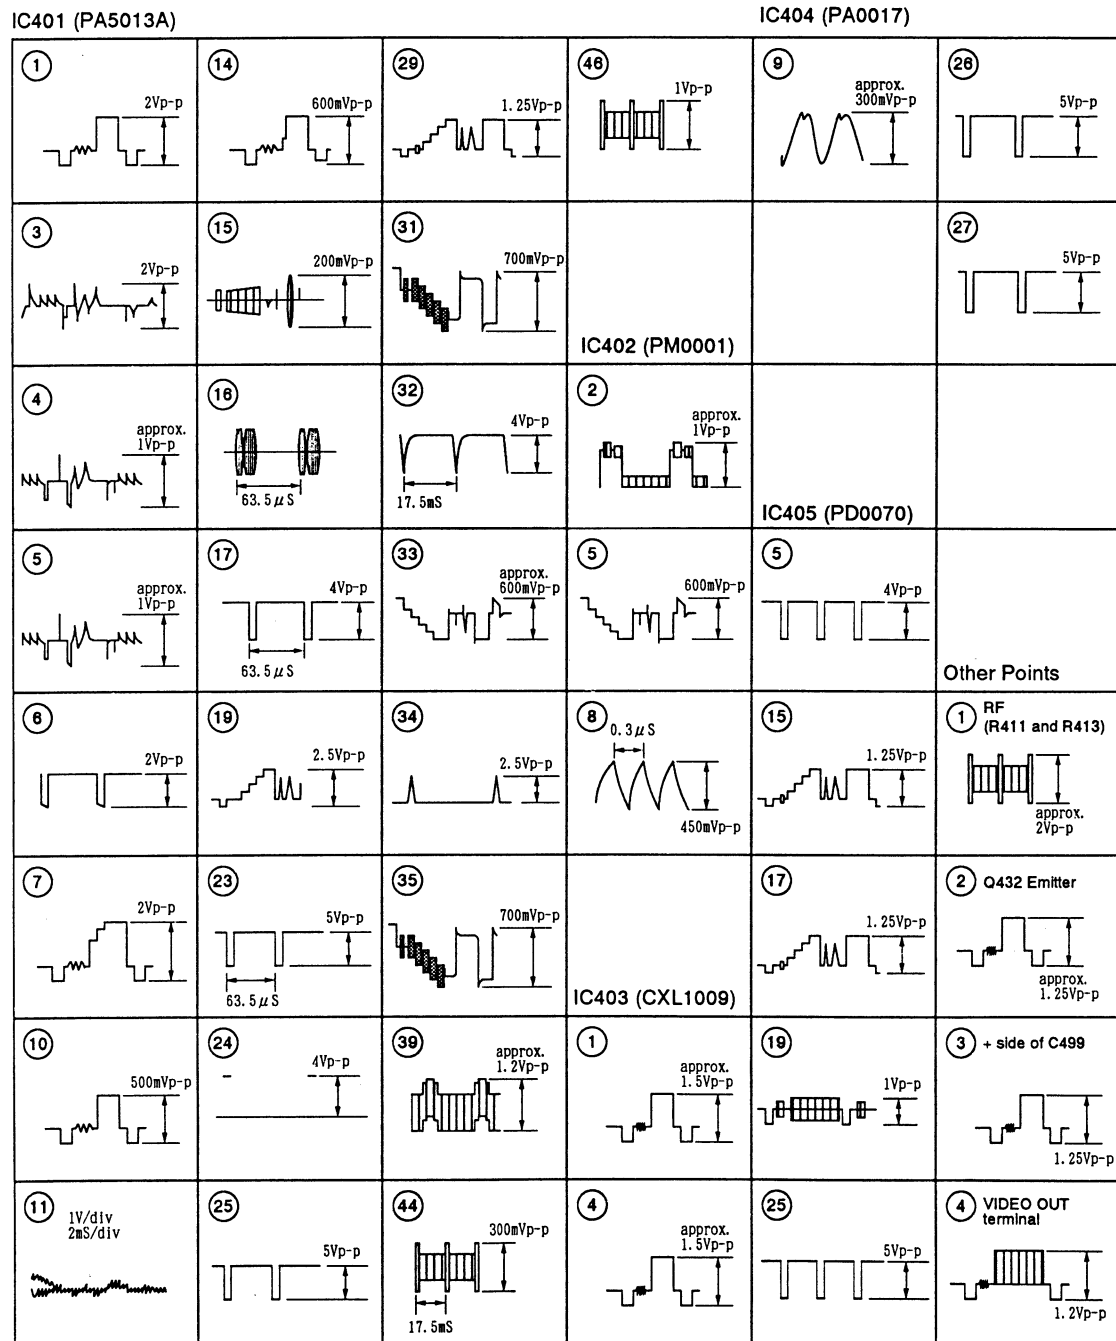 IC401 (PA5013A)
1
2Vp-p
14
600mVp-p
29
1.25Vp-p
46
1Vp-p
3
2Vp-p
15
200mVp-p
31
700mVp-p
4
approx.
1Vp-p
16
63.5μS
32
4Vp-p
17.5mS
5
approx.
1Vp-p
17
4Vp-p
63.5μS
33
approx.
600mVp-p
6
2Vp-p
19
2.5Vp-p
34
2.5Vp-p
7
2Vp-p
23
5Vp-p
63.5μS
35
700mVp-p
10
500mVp-p
24
4Vp-p
39
approx.
1.2Vp-p
11
1V/div
2mS/div
25
5Vp-p
44
300mVp-p
17.5mS
IC402 (PM0001)
2
approx.
1Vp-p
5
600mVp-p
8
0.3μS
450mVp-p
IC403 (CXL1009)
1
approx.
1.5Vp-p
4
approx.
1.5Vp-p
IC404 (PA0017)
9
approx.
300mVp-p
26
5Vp-p
27
5Vp-p
IC405 (PD0070)
5
4Vp-p
15
1.25Vp-p
17
1.25Vp-p
19
1Vp-p
25
5Vp-p
Other Points
1 RF
(R411 and R413)
approx.
2Vp-p
2 Q432 Emitter
approx.
1.25Vp-p
3 + side of C499
1.25Vp-p
4 VIDEO OUT
terminal
1.2Vp-p